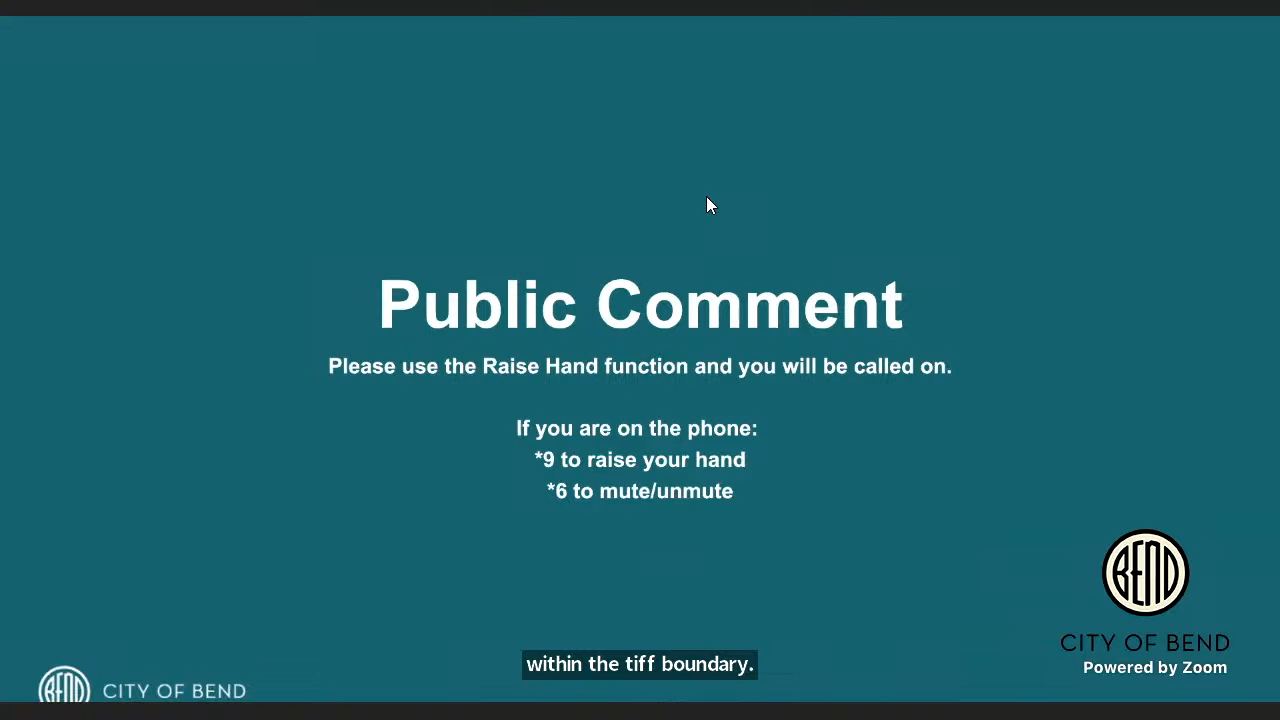 Public Comment
Please use the Raise Hand function and you will be called on.
If you are on the phone:
*9 to raise your hand
*6 to mute/unmute
BEND
CITY OF BEND
Powered by Zoom
within the tiff boundary.
BEND
CITY OF BEND